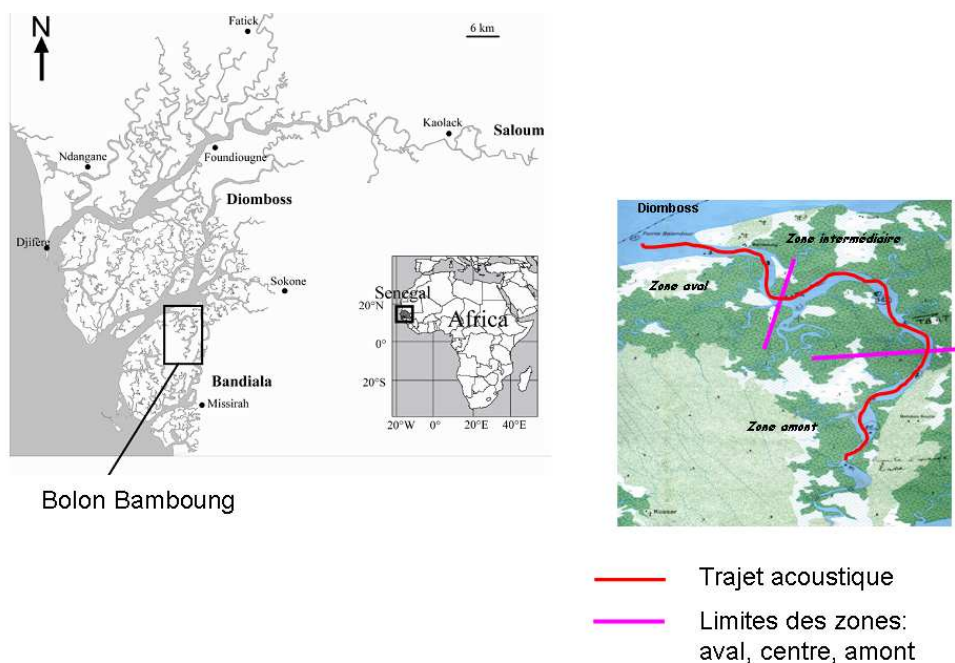 N
Fatick
6 km
Kaolack
Saloum
Ndangane
Foundiougne
Diomboss
Djifère
Sokone
Senegal
20°N
Africa
0°
20°S
20°W
0°
20°E
40°E
Bandiala
Missirah
Bolon Bamboung
Diomboss
Zone intermédiaire
Zone aval
Zone amont
Trajet acoustique
Limites des zones:
aval, centre, amont